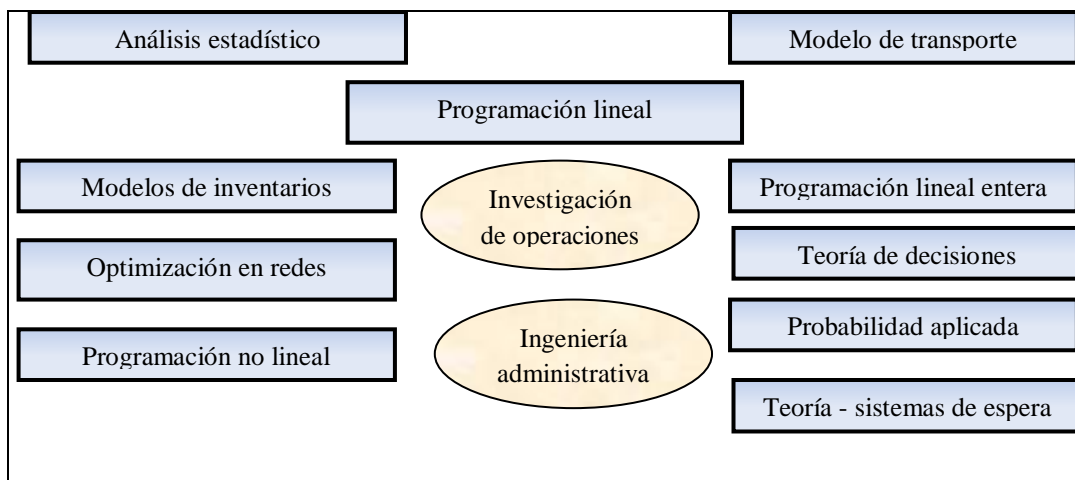 Análisis estadístico
Modelo de transporte
Programación lineal
Modelos de inventarios
Investigación
de operaciones
Programación lineal entera
Optimización en redes
Teoría de decisiones
Programación no lineal
Ingeniería
administrativa
Probabilidad aplicada
Teoría - sistemas de espera